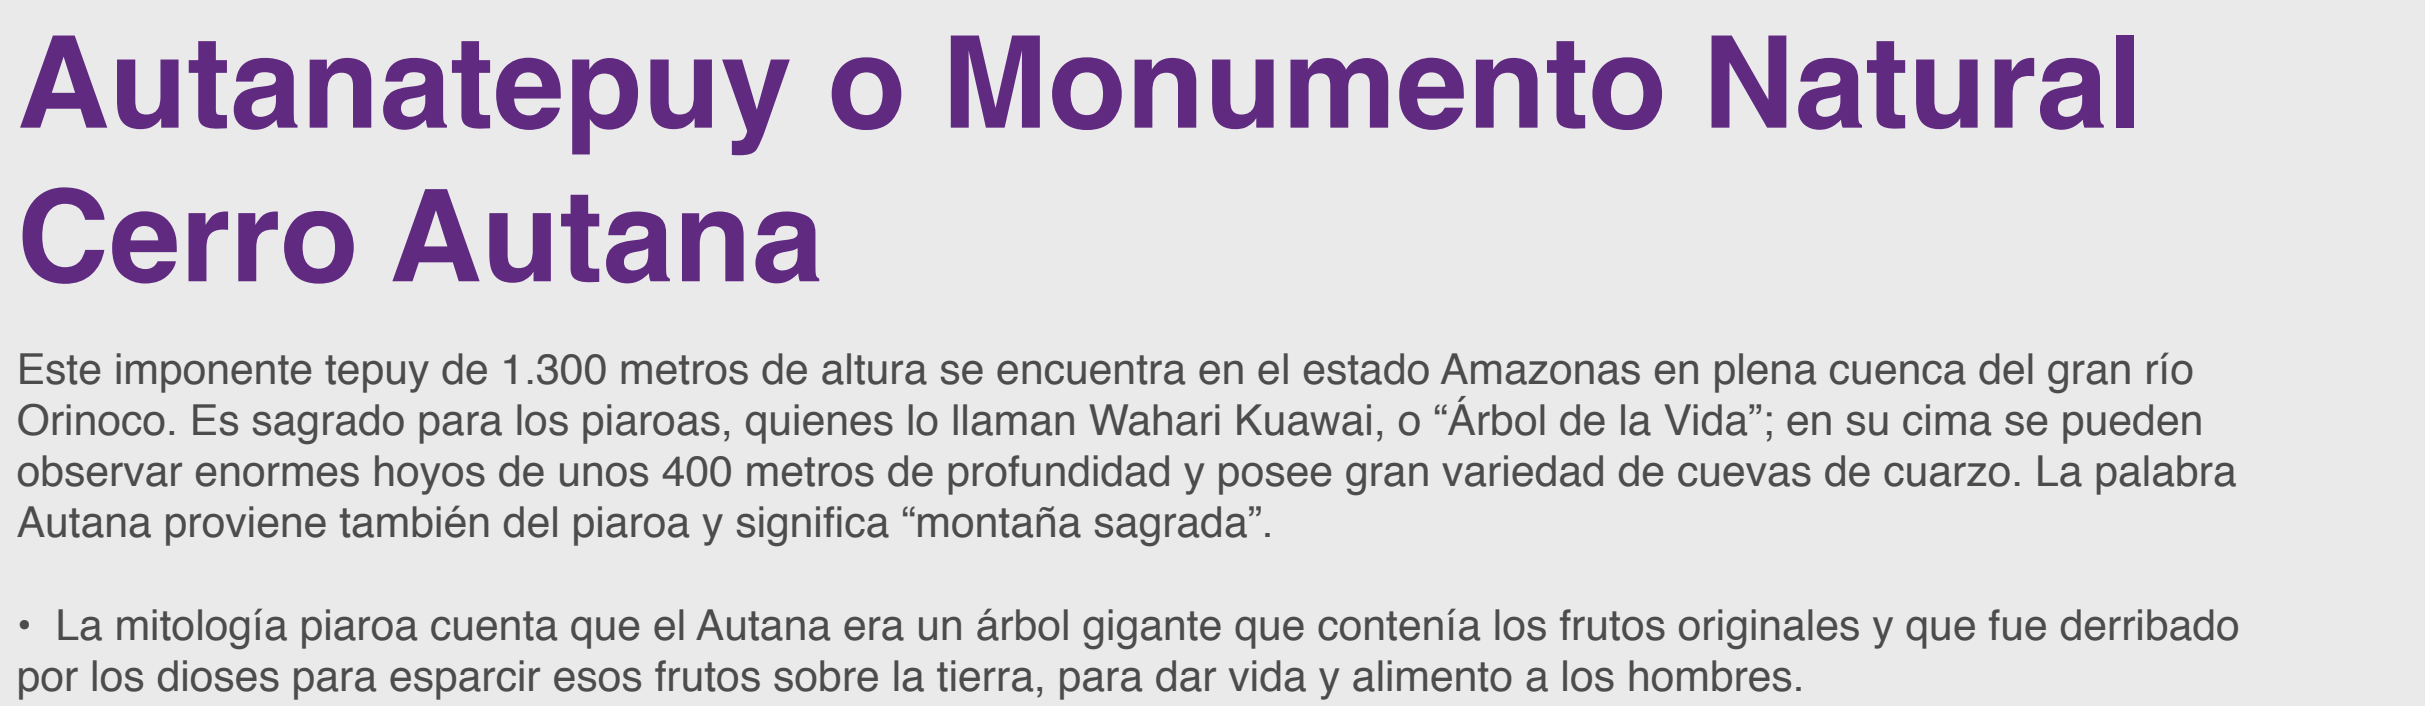 Autanatepuy o Monumento Natural
Cerro Autana
Este imponente tepuy de 1.300 metros de altura se encuentra en el estado Amazonas en plena cuenca del gran río
Orinoco. Es sagrado para los piaroas, quienes lo llaman Wahari Kuawai, o “Árbol de la Vida”; en su cima se pueden
observar enormes hoyos de unos 400 metros de profundidad y posee gran variedad de cuevas de cuarzo. La palabra
Autana proviene también del piaroa y significa “montaña sagrada”.
• La mitología piaroa cuenta que el Autana era un árbol gigante que contenía los frutos originales y que fue derribado
por los dioses para esparcir esos frutos sobre la tierra, para dar vida y alimento a los hombres.